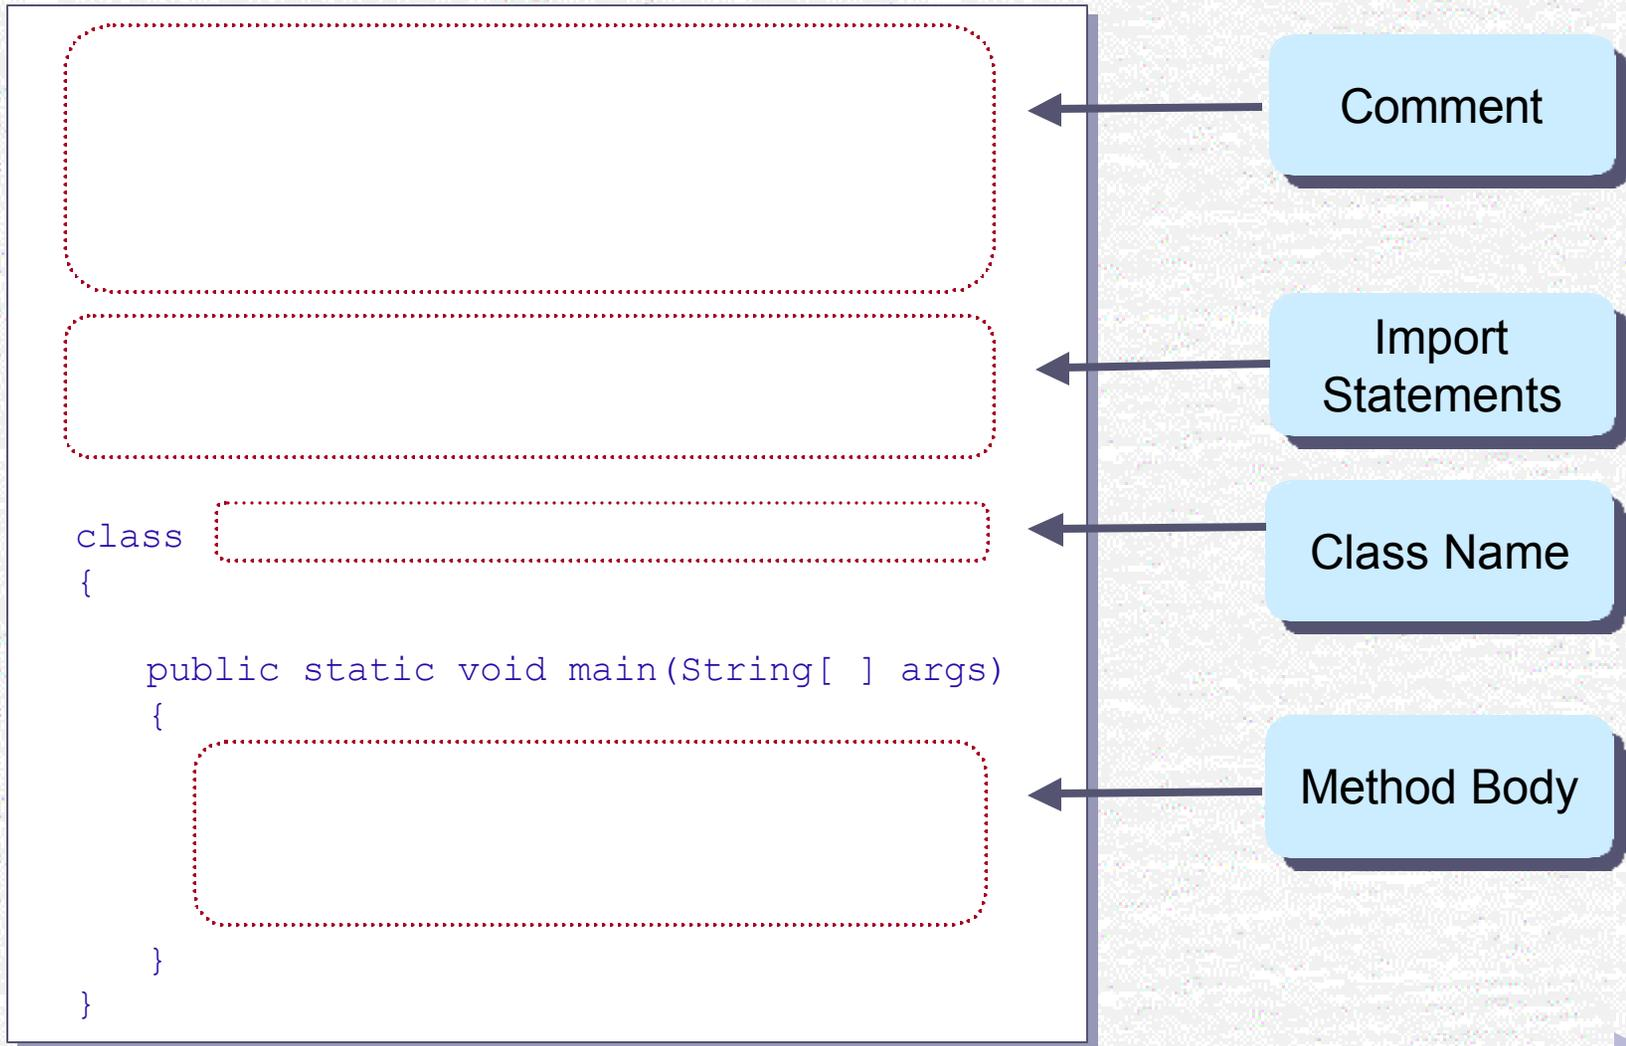 Comment
Import
Statements
class
Class Name
{
public static void main(String[ ] args)
{
Method Body
}
}